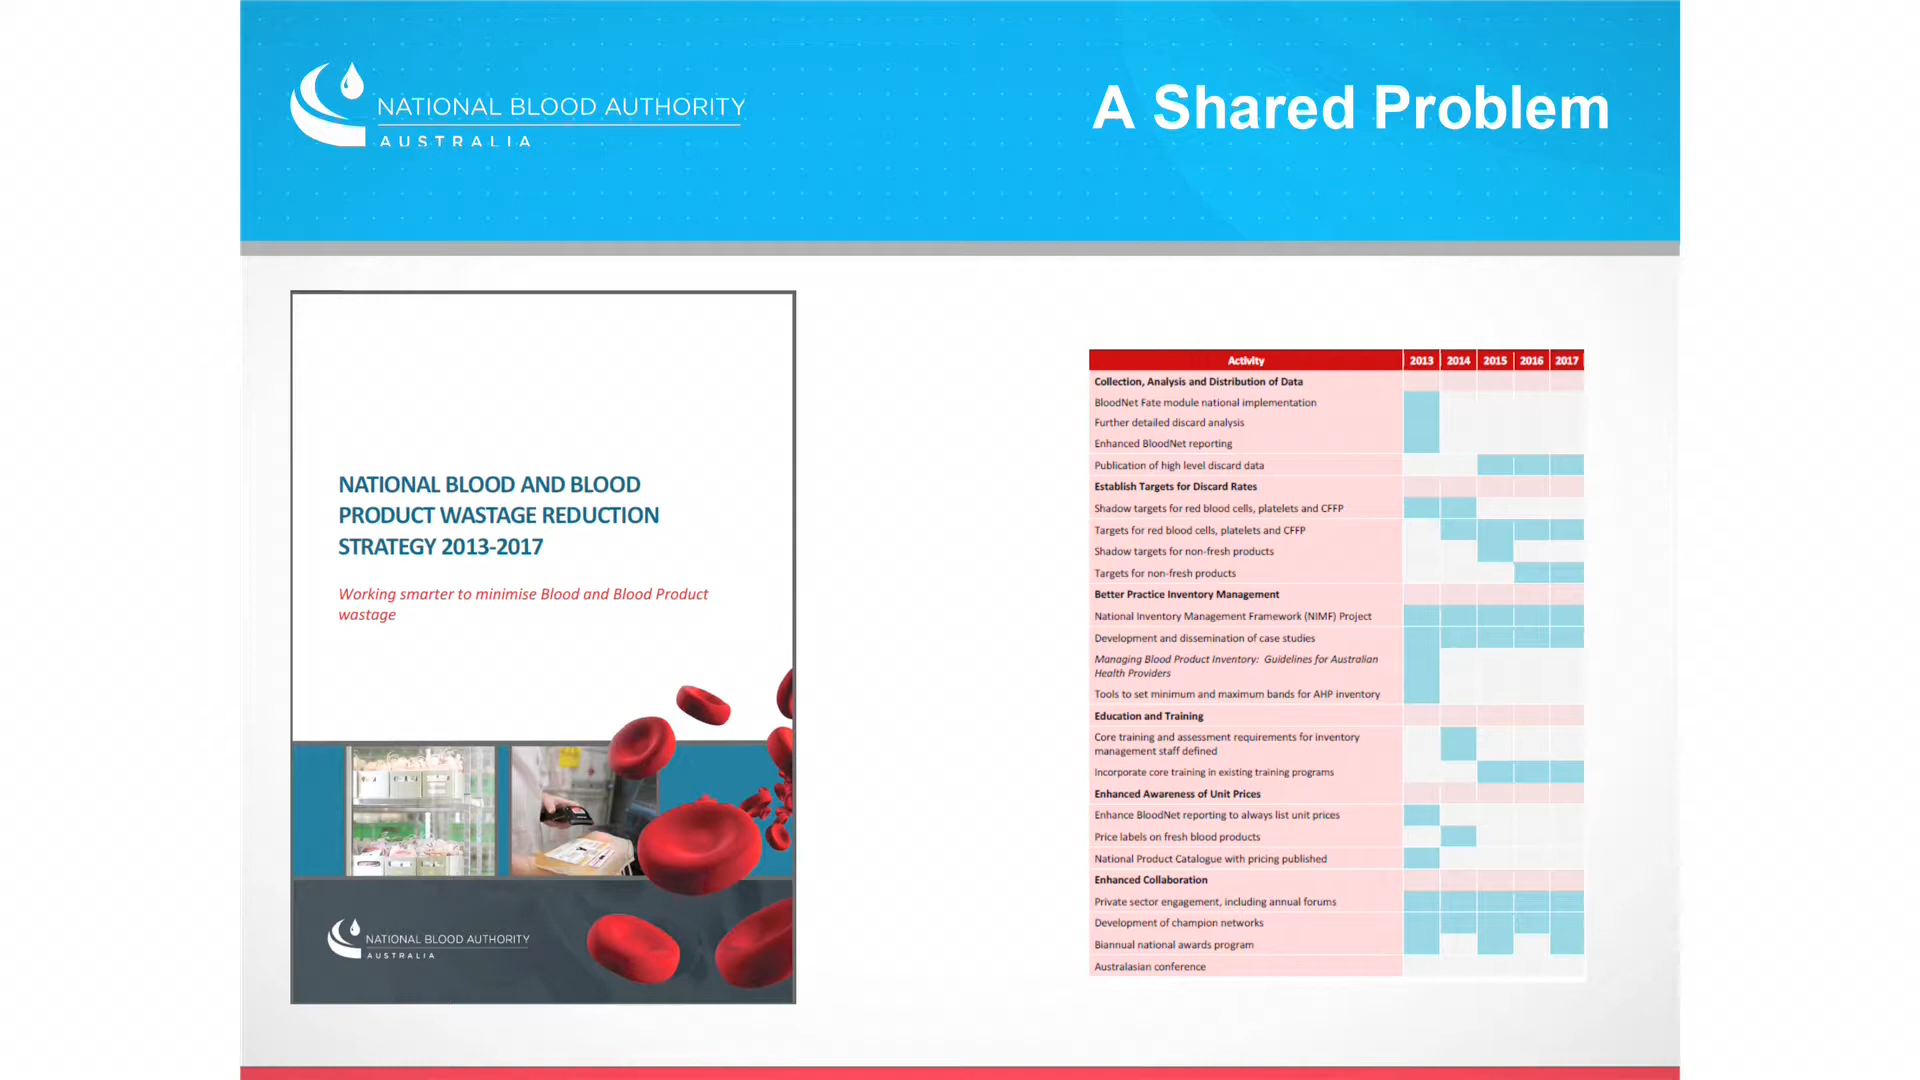 NATIONAL BLOOD AUTHORITY
AUSTRALIA
A Shared Problem
NATIONAL BLOOD AND BLOOD
PRODUCT WASTAGE REDUCTION
STRATEGY 2013-2017
Working smarter to minimise Blood and Blood Product
wastage
NATIONAL BLOOD AUTHORITY
AUSTRALIA
Activity 2013 2014 2015 2016 2017
Collection, Analysis and Distribution of Data
BloodNet Fate module national implementation
Further detailed discard analysis
Enhanced BloodNet reporting
Publication of high level discard data
Establish Targets for Discard Rates
Shadow targets for red blood cells, platelets and CFFP
Targets for red blood cells, platelets and CFFP
Shadow targets for non-fresh products
Targets for non-fresh products
Better Practice Inventory Management
National Inventory Management Framework (NIMF) Project
Development and dissemination of case studies
Managing Blood Product Inventory: Guidelines for Australian
Health Providers
Tools to set minimum and maximum bands for AHP inventory
Education and Training
Core training and assessment requirements for inventory
management staff defined
Incorporate core training in existing training programs
Enhanced Awareness of Unit Prices
Enhance BloodNet reporting to always list unit prices
Price labels on fresh blood products
National Product Catalogue with pricing published
Enhanced Collaboration
Private sector engagement, including annual forums
Development of champion networks
Biannual national awards program
Australasian conference